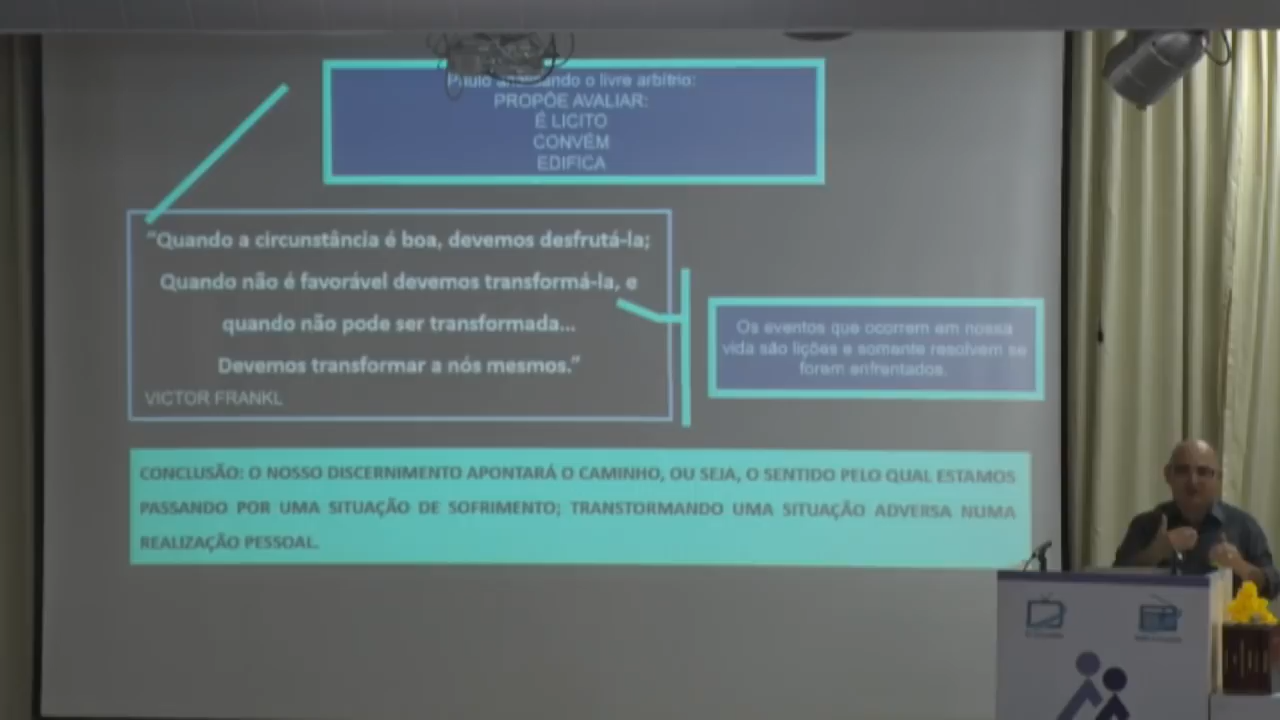 Paulo analisando o livre arbítrio:
PROPÕE AVALIAR:
É LICITO
CONVÉM
EDIFICA
“Quando a circunstância é boa, devemos desfrutá-la;
Quando não é favorável devemos transformá-la, e
quando não pode ser transformada...
Devemos transformar a nós mesmos.”
VICTOR FRANKL
Os eventos que ocorrem em nossa
vida são lições e somente resolvem se
forem enfrentados.
CONCLUSÃO: O NOSSO DISCERNIMENTO APONTARÁ O CAMINHO, OU SEJA, O SENTIDO PELO QUAL ESTAMOS
PASSANDO POR UMA SITUAÇÃO DE SOFRIMENTO; TRANSTORMANDO UMA SITUAÇÃO ADVERSA NUMA
REALIZAÇÃO PESSOAL.